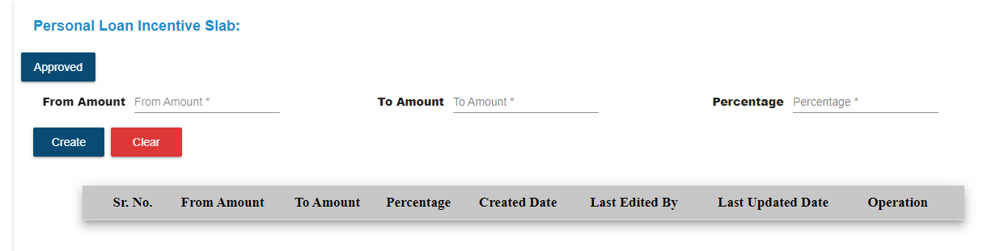 Personal Loan Incentive Slab:
Approved
From Amount From Amount * To Amount To Amount * Percentage Percentage *
Create Clear
Sr. No. From Amount To Amount Percentage Created Date Last Edited By Last Updated Date Operation